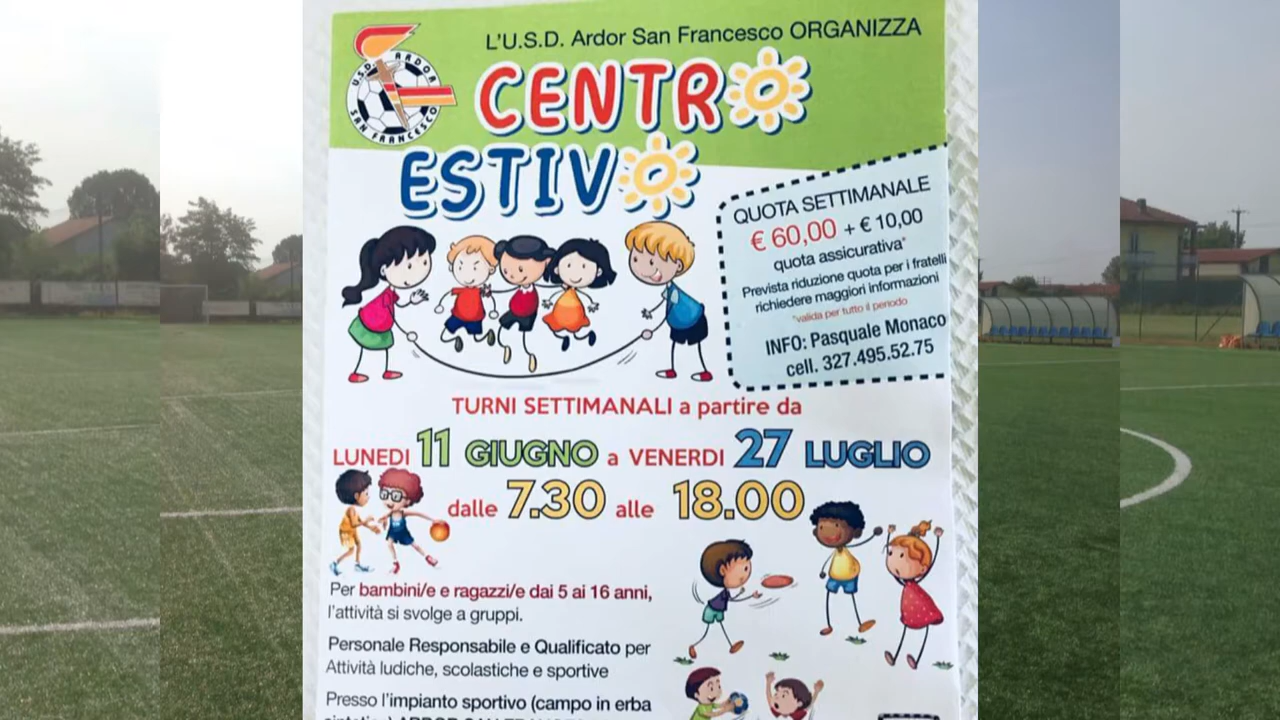 L'U.S.D. Ardor San Francesco ORGANIZZA
U.S.D. ARDOR
SAN FRANCESCO
CENTRO
ESTIVO
QUOTA SETTIMANALE
€ 60,00 + € 10,00
quota assicurativa*
Prevista riduzione quota per i fratelli
richiedere maggiori informazioni
*valida per tutto il periodo
INFO: Pasquale Monaco
cell. 327.495.52.75
TURNI SETTIMANALI a partire da
LUNEDI 11 GIUGNO a VENERDI 27 LUGLIO
dalle 7.30 alle 18.00
Per bambini/e e ragazzi/e dai 5 ai 16 anni,
l'attività si svolge a gruppi.
Personale Responsabile e Qualificato per
Attività ludiche, scolastiche e sportive
Presso l'impianto sportivo (campo in erba